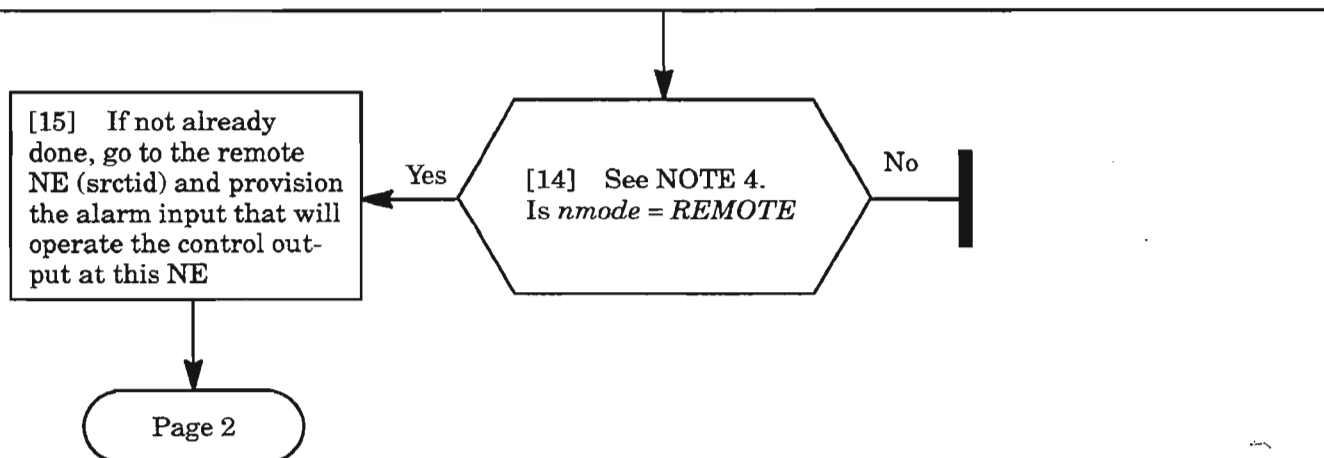 [15] If not already
done, go to the remote
NE (srctid) and provision
the alarm input that will
operate the control out-
put at this NE
Yes
[14] See NOTE 4.
Is nmode = REMOTE
No
Page 2